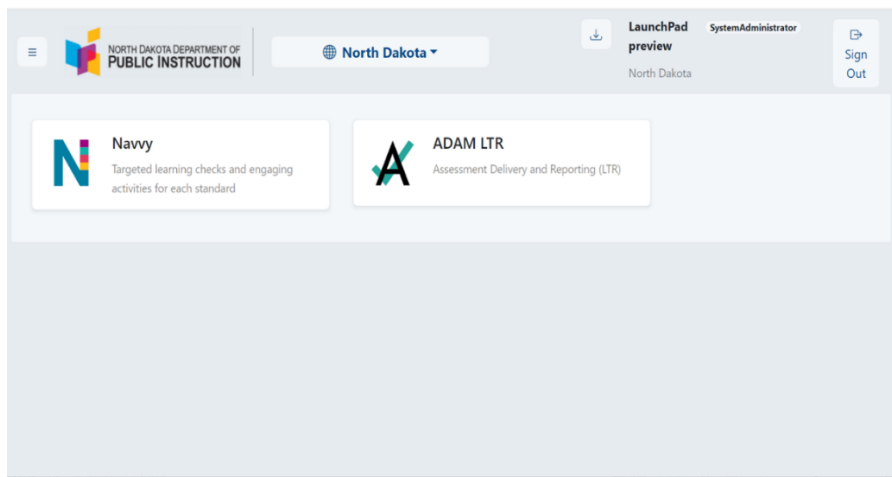 NORTH DAKOTA DEPARTMENT OF
PUBLIC INSTRUCTION
North Dakota
LaunchPad
preview
SystemAdministrator
North Dakota
Sign
Out
Navvy
Targeted learning checks and engaging
activities for each standard
ADAM LTR
Assessment Delivery and Reporting (LTR)